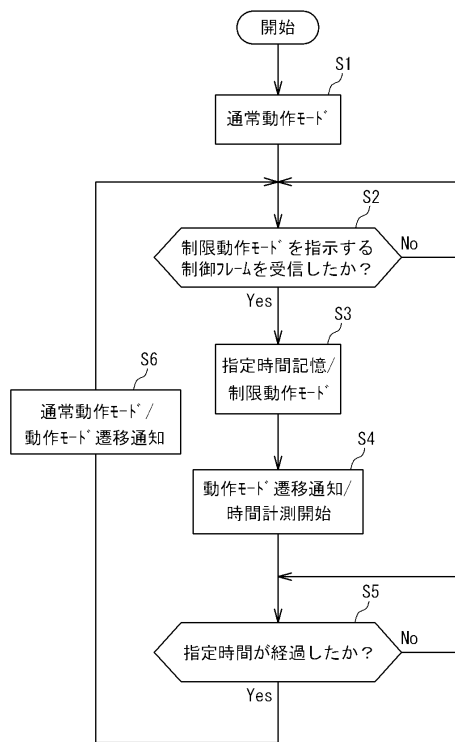 開始
S1
通常動作ﾓｰﾄﾞ
S2
制限動作ﾓｰﾄﾞを指示する
制御ﾌﾚｰﾑを受信したか？
No
Yes
S3
指定時間記憶/
制限動作ﾓｰﾄﾞ
S6
通常動作ﾓｰﾄﾞ/
動作ﾓｰﾄﾞ遷移通知
S4
動作ﾓｰﾄﾞ遷移通知/
時間計測開始
S5
指定時間が経過したか？
No
Yes